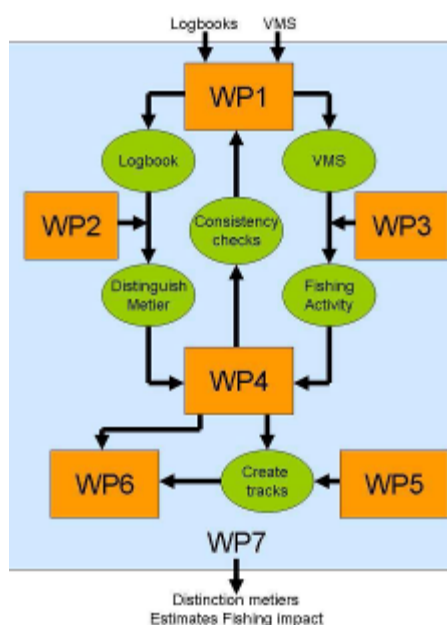 Logbooks VMS
WP1
Logbook VMS
WP2 Consistency WP3
checks
Distinguish Fishing
Metier Activity
WP4
WP6 Create WP5
tracks
WP7
Distinction metiers
Estimates Fishing impact